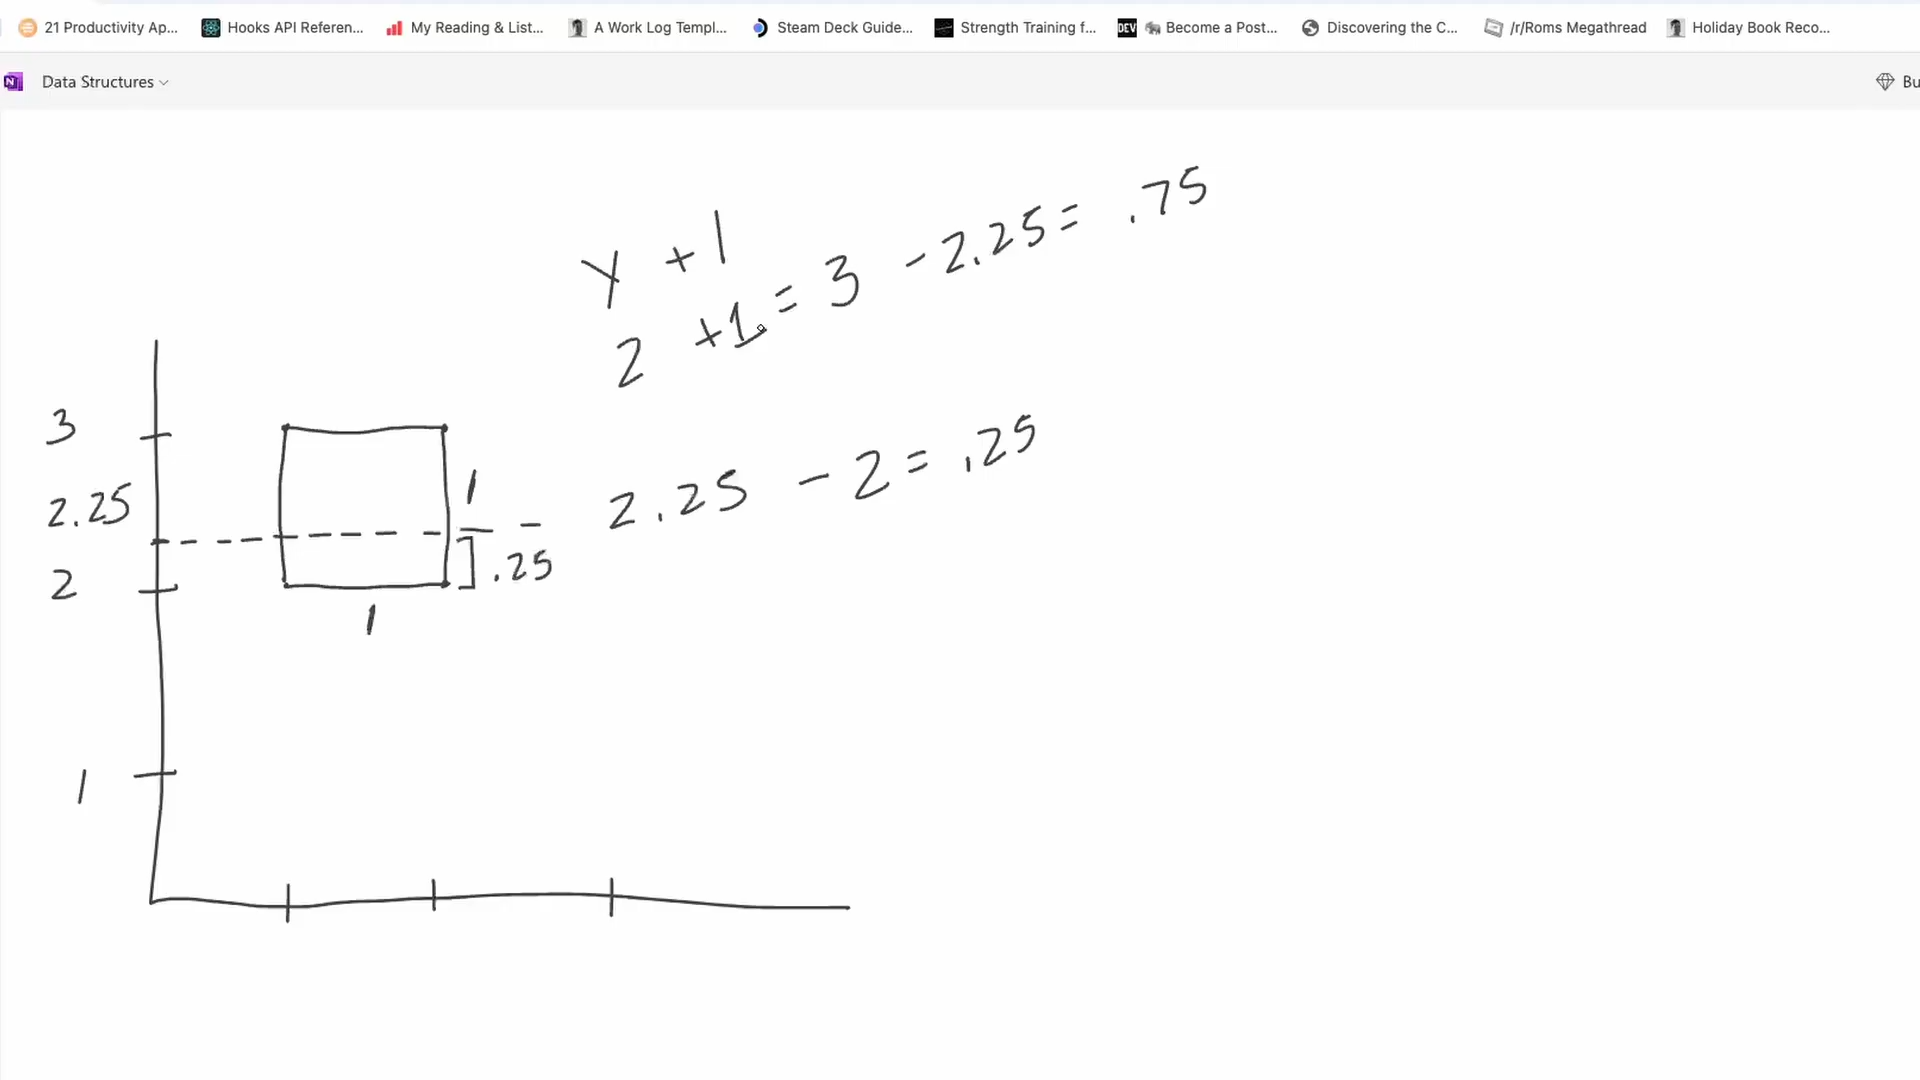 21 Productivity Ap...
Hooks API Referen...
My Reading & List...
A Work Log Templ...
Steam Deck Guide...
Strength Training f...
DEV
Become a Post...
Discovering the C...
/r/Roms Megathread
Holiday Book Reco...
N
Data Structures
Bu
y + 1
2 + 1 = 3 - 2.25 = .75
3
2.25
2
1
1
.25
1
2.25 - 2 = .25